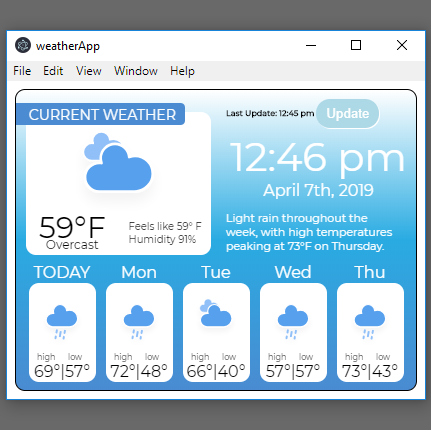 weatherApp
File Edit View Window Help
CURRENT WEATHER
Last Update: 12:45 pm Update
12:46 pm
April 7th, 2019
59°F
Overcast
Feels like 59° F
Humidity 91%
Light rain throughout the
week, with high temperatures
peaking at 73°F on Thursday.
TODAY Mon Tue Wed Thu
high low high low high low high low high low
69°|57° 72°|48° 66°|40° 57°|57° 73°|43°